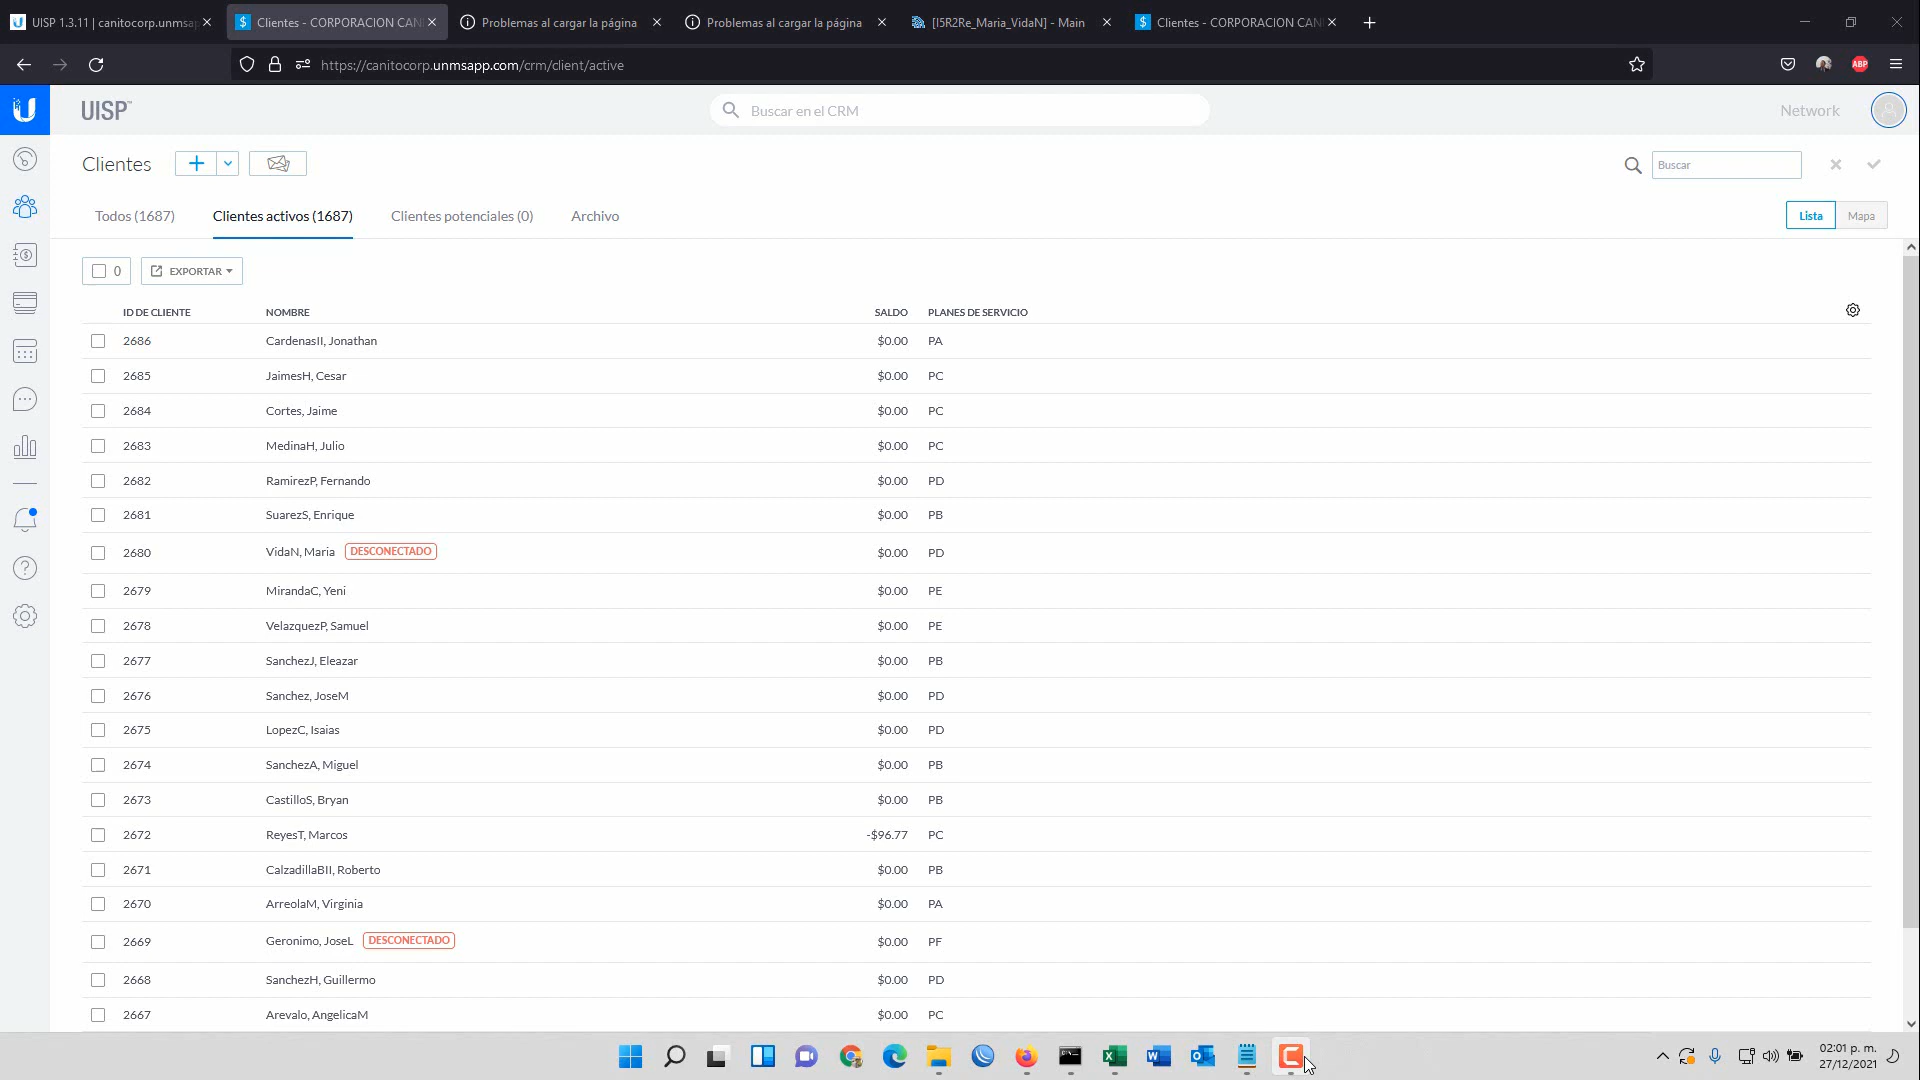 UISP 1.3.11 | canitocorp.unmsap
Clientes - CORPORACION CAN
Problemas al cargar la página
Problemas al cargar la página
[I5R2Re_Maria_VidaN] - Main
Clientes - CORPORACION CAN
https://canitocorp.unmsapp.com/crm/client/active
ABP
UISP
Buscar en el CRM
Network
Clientes
Buscar
Todos (1687)
Clientes activos (1687)
Clientes potenciales (0)
Archivo
Lista
Mapa
0
EXPORTAR
ID DE CLIENTE NOMBRE SALDO PLANES DE SERVICIO
2686 CardenasII, Jonathan $0.00 PA
2685 JaimesH, Cesar $0.00 PC
2684 Cortes, Jaime $0.00 PC
2683 MedinaH, Julio $0.00 PC
2682 RamirezP, Fernando $0.00 PD
2681 SuarezS, Enrique $0.00 PB
2680 VidaN, Maria DESCONECTADO $0.00 PD
2679 MirandaC, Yeni $0.00 PE
2678 VelazquezP, Samuel $0.00 PE
2677 SanchezJ, Eleazar $0.00 PB
2676 Sanchez, JoseM $0.00 PD
2675 LopezC, Isaias $0.00 PD
2674 SanchezA, Miguel $0.00 PB
2673 CastilloS, Bryan $0.00 PB
2672 ReyesT, Marcos -$96.77 PC
2671 CalzadillaBII, Roberto $0.00 PB
2670 ArreolaM, Virginia $0.00 PA
2669 Geronimo, JoseL DESCONECTADO $0.00 PF
2668 SanchezH, Guillermo $0.00 PD
2667 Arevalo, AngelicaM $0.00 PC
02:01 p. m.
27/12/2021